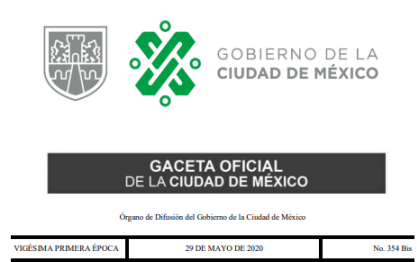 GOBIERNO DE LA
CIUDAD DE MÉXICO
GACETA OFICIAL
DE LA CIUDAD DE MÉXICO
Órgano de Difusión del Gobierno de la Ciudad de México
VIGÉSIMA PRIMERA ÉPOCA 29 DE MAYO DE 2020 No. 354 Bis